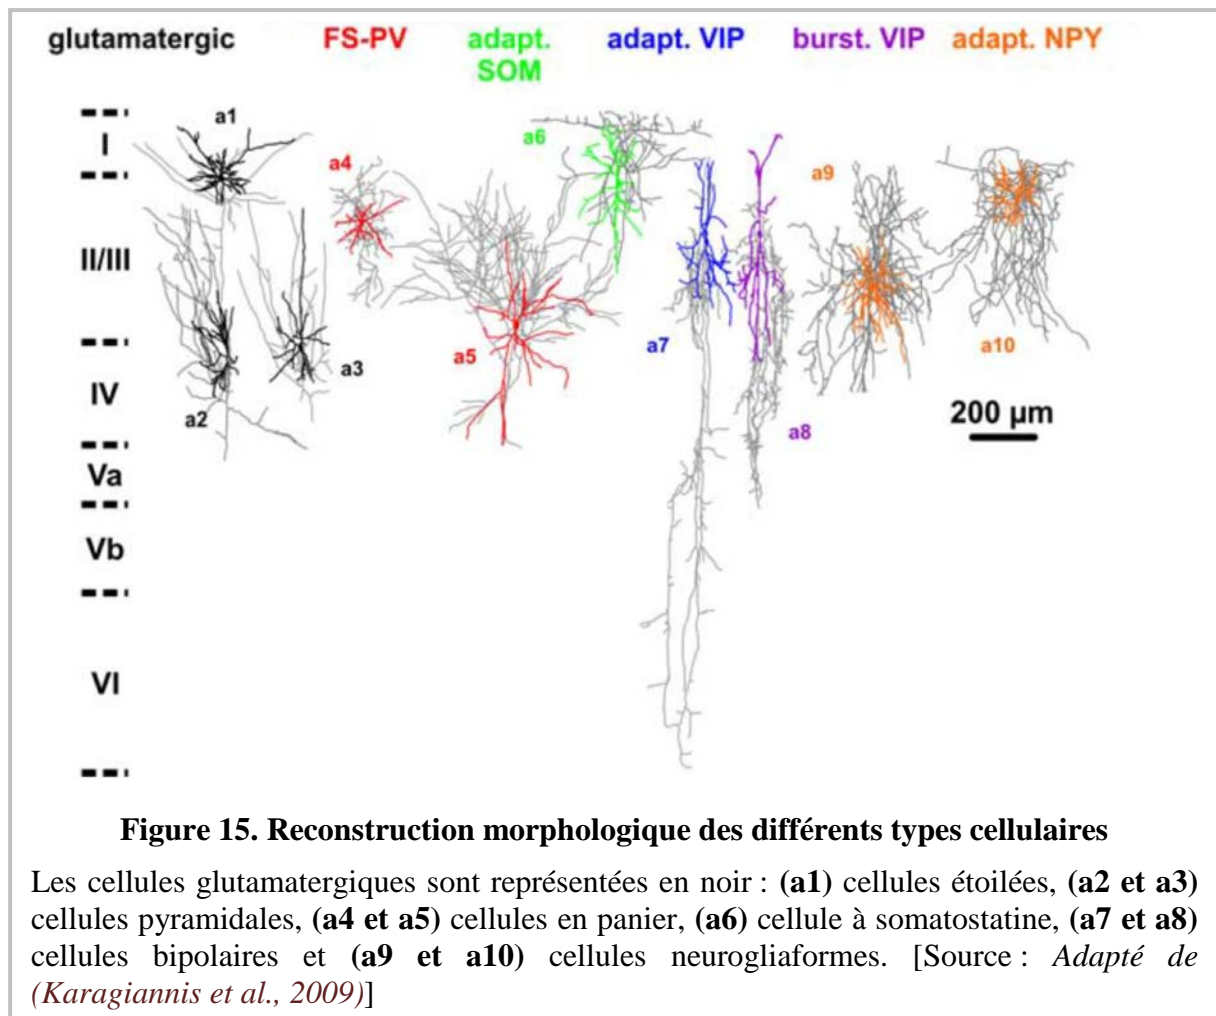 glutamatergic FS-PV adapt. SOM adapt. VIP burst. VIP adapt. NPY
a1
I
a6
a4
a9
II/III
a7
a10
a5
a3
IV
200 µm
a2
a8
Va
Vb
VI
Figure 15. Reconstruction morphologique des différents types cellulaires
Les cellules glutamatergiques sont représentées en noir : (a1) cellules étoilées, (a2 et a3)
cellules pyramidales, (a4 et a5) cellules en panier, (a6) cellule à somatostatine, (a7 et a8)
cellules bipolaires et (a9 et a10) cellules neurogliaformes. [Source : Adapté de
(Karagiannis et al., 2009)]